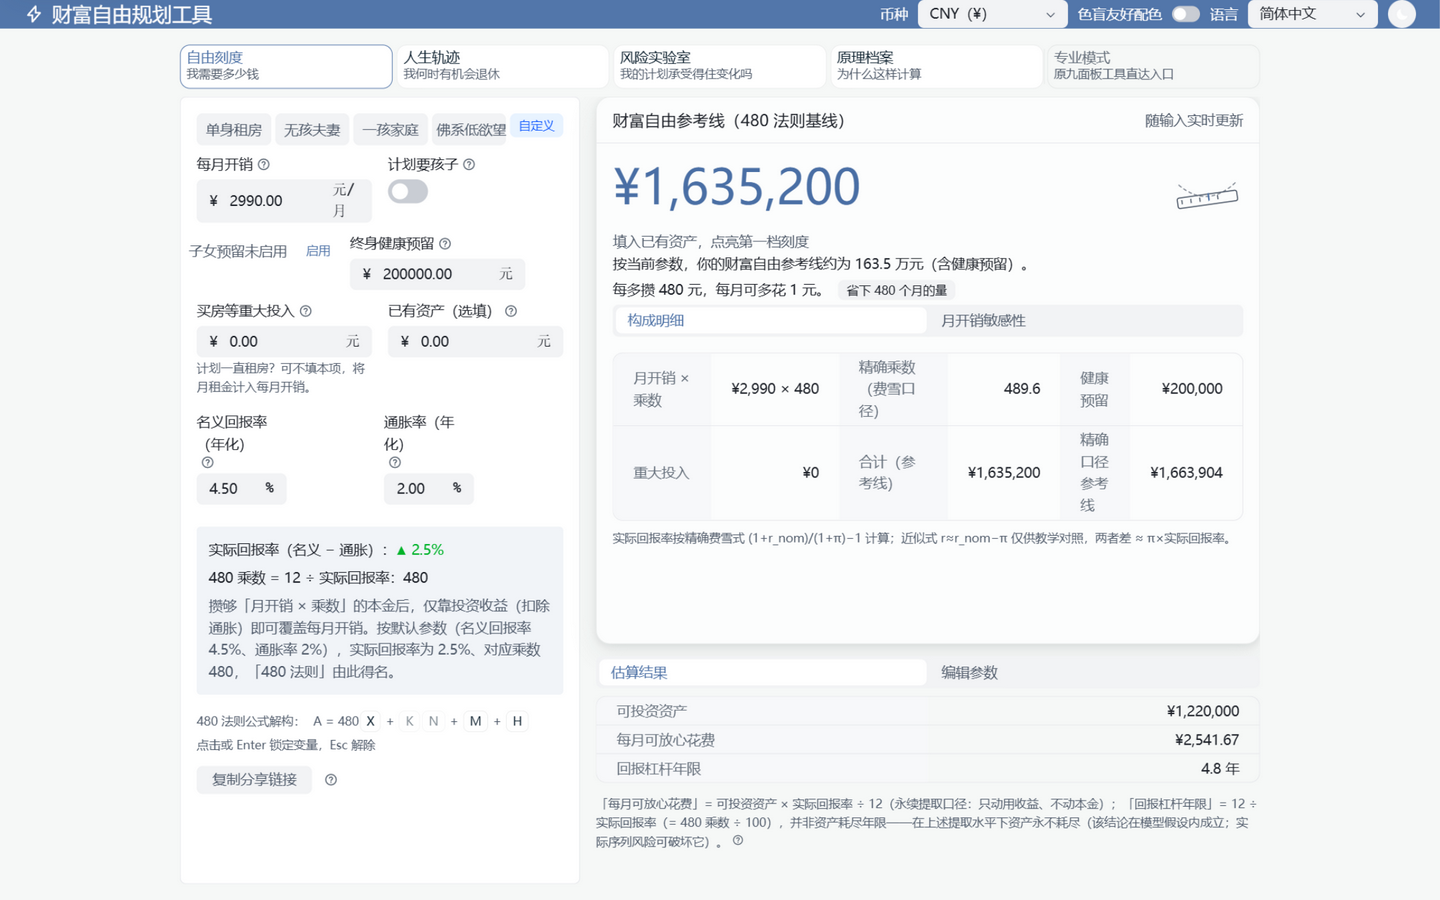 财富自由规划工具
币种
CNY（¥）
色盲友好配色
语言
简体中文
自由刻度
我需要多少钱
人生轨迹
我何时有机会退休
风险实验室
我的计划承受得住变化吗
原理档案
为什么这样计算
专业模式
原九面板工具直达入口
单身租房
无孩夫妻
一孩家庭
佛系低欲望
自定义
每月开销
¥ 2990.00 元/
月
计划要孩子
子女预留未启用
启用
终身健康预留
¥ 200000.00 元
买房等重大投入
¥ 0.00 元
计划一直租房？可不填本项，将
月租金计入每月开销。
已有资产（选填）
¥ 0.00 元
名义回报率
（年化）
4.50 %
通胀率（年
化）
2.00 %
实际回报率（名义 − 通胀）：▲ 2.5%
480 乘数 = 12 ÷ 实际回报率：480
攒够「月开销 × 乘数」的本金后，仅靠投资收益（扣除
通胀）即可覆盖每月开销。按默认参数（名义回报率
4.5%、通胀率 2%），实际回报率为 2.5%、对应乘数
480，「480 法则」由此得名。
480 法则公式解构： A = 480 X + K N + M + H
点击或 Enter 锁定变量，Esc 解除
复制分享链接
财富自由参考线（480 法则基线）
随输入实时更新
¥1,635,200
填入已有资产，点亮第一档刻度
按当前参数，你的财富自由参考线约为 163.5 万元（含健康预留）。
每多攒 480 元，每月可多花 1 元。
省下 480 个月的量
构成明细
月开销敏感性
月开销 ×
乘数
¥2,990 × 480
精确乘数
（费雪口
径）
489.6
健康
预留
¥200,000
重大投入
¥0
合计（参
考线）
¥1,635,200
精确
口径
参考
线
¥1,663,904
实际回报率按精确费雪式 (1+r_nom)/(1+π)−1 计算；近似式 r≈r_nom−π 仅供教学对照，两者差 ≈ π×实际回报率。
估算结果
编辑参数
可投资资产
¥1,220,000
每月可放心花费
¥2,541.67
回报杠杆年限
4.8 年
「每月可放心花费」= 可投资资产 × 实际回报率 ÷ 12（永续提取口径：只动用收益、不动本金）；「回报杠杆年限」= 12 ÷
实际回报率（= 480 乘数 ÷ 100），并非资产耗尽年限——在上述提取水平下资产永不耗尽（该结论在模型假设内成立；实
际序列风险可破坏它）。